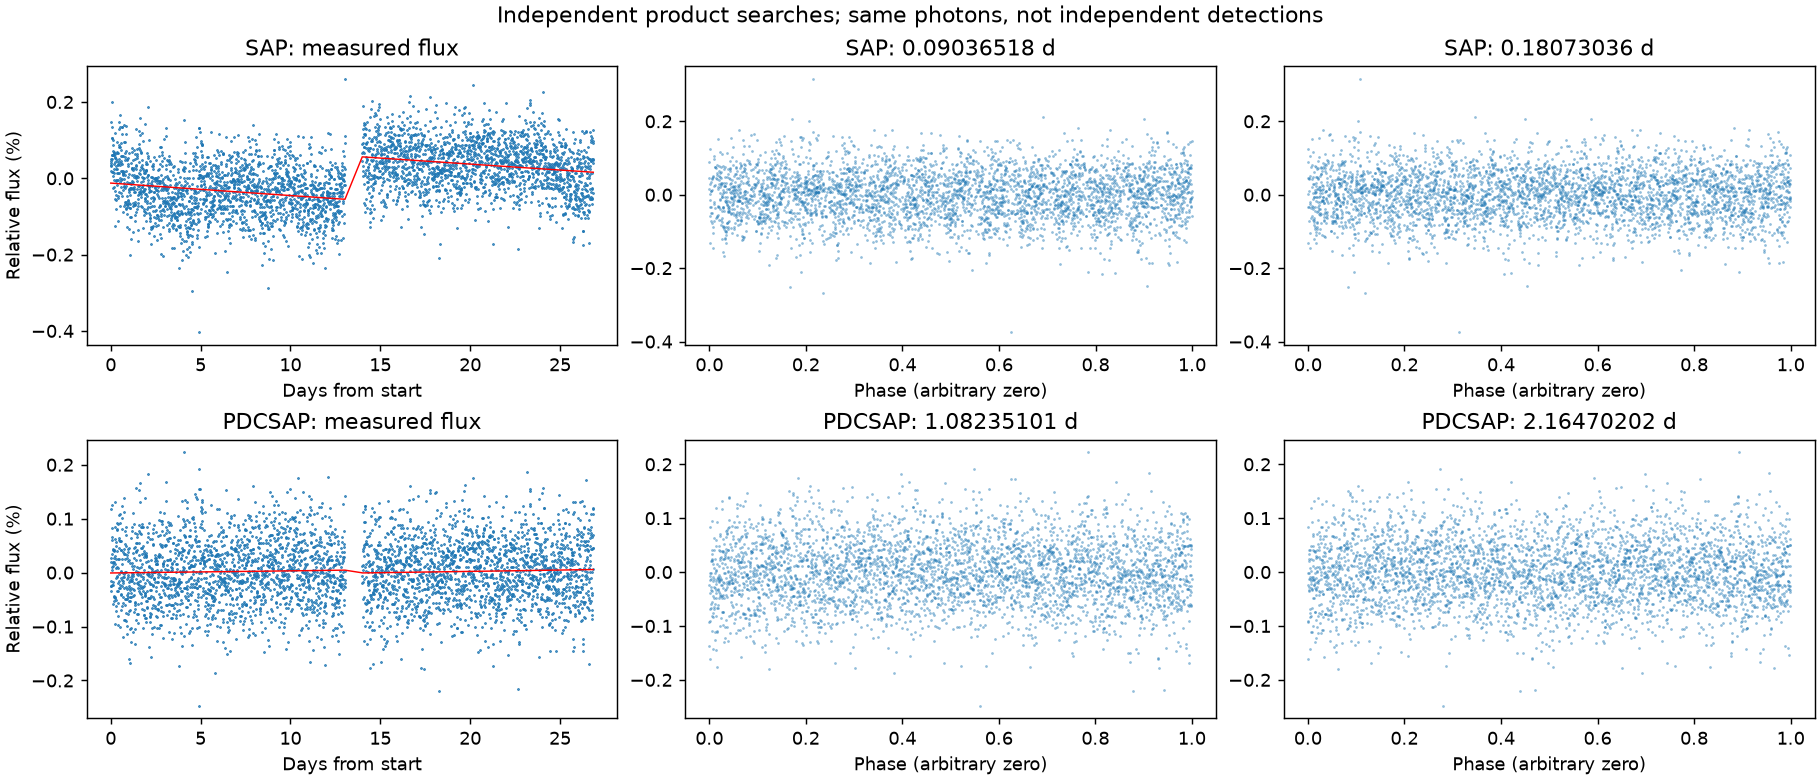 Independent product searches; same photons, not independent detections
SAP: measured flux
SAP: 0.09036518 d
SAP: 0.18073036 d
Relative flux (%)
0.2
0.0
−0.2
−0.4
0 5 10 15 20 25
Days from start
0.2
0.0
−0.2
−0.4
0.0 0.2 0.4 0.6 0.8 1.0
Phase (arbitrary zero)
0.2
0.0
−0.2
−0.4
0.0 0.2 0.4 0.6 0.8 1.0
Phase (arbitrary zero)
PDCSAP: measured flux
PDCSAP: 1.08235101 d
PDCSAP: 2.16470202 d
Relative flux (%)
0.2
0.1
0.0
−0.1
−0.2
0 5 10 15 20 25
Days from start
0.2
0.1
0.0
−0.1
−0.2
0.0 0.2 0.4 0.6 0.8 1.0
Phase (arbitrary zero)
0.2
0.1
0.0
−0.1
−0.2
0.0 0.2 0.4 0.6 0.8 1.0
Phase (arbitrary zero)